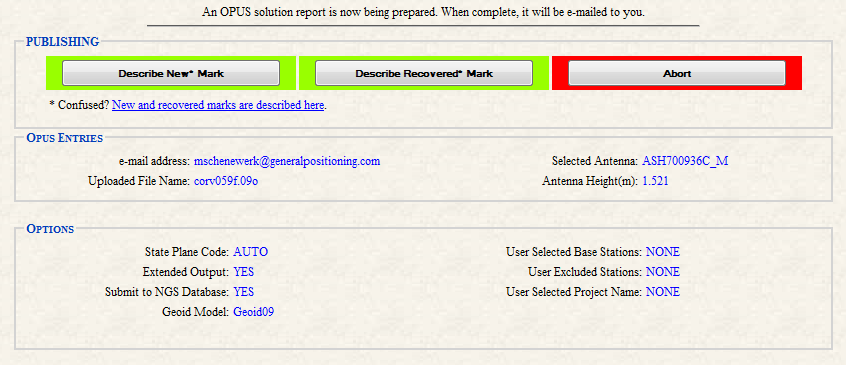 An OPUS solution report is now being prepared. When complete, it will be e-mailed to you.
PUBLISHING
Describe New* Mark Describe Recovered* Mark Abort
* Confused? New and recovered marks are described here.
OPUS ENTRIES
e-mail address: mschenewerk@generalpositioning.com Selected Antenna: ASH700936C_M
Uploaded File Name: corv059f.09o Antenna Height(m): 1.521
OPTIONS
State Plane Code: AUTO User Selected Base Stations: NONE
Extended Output: YES User Excluded Stations: NONE
Submit to NGS Database: YES User Selected Project Name: NONE
Geoid Model: Geoid09